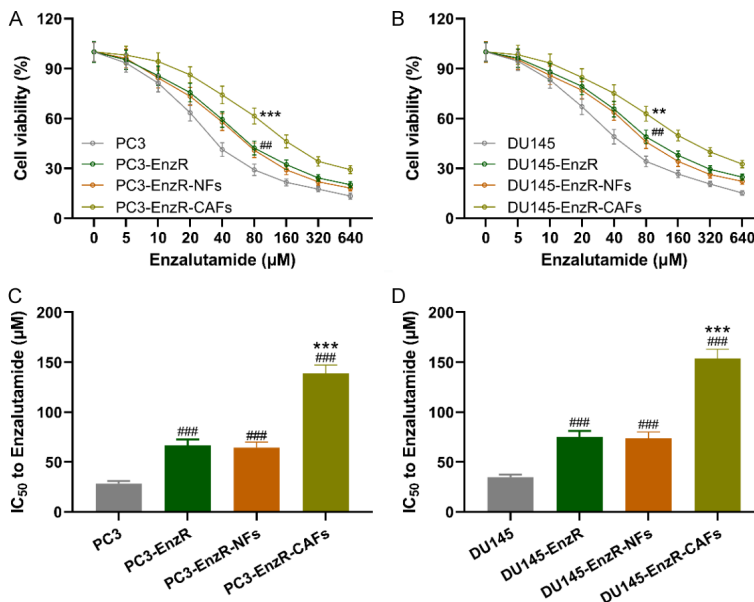 A
Cell viability (%)
120
90
60
30
0
***
##
PC3
PC3-EnzR
PC3-EnzR-NFs
PC3-EnzR-CAFs
0 5 10 20 40 80 160 320 640
Enzalutamide (μM)
B
Cell viability (%)
120
90
60
30
0
**
##
DU145
DU145-EnzR
DU145-EnzR-NFs
DU145-EnzR-CAFs
0 5 10 20 40 80 160 320 640
Enzalutamide (μM)
C
IC50 to Enzalutamide (μM)
200
150
100
50
0
***
###
###
###
PC3
PC3-EnzR
PC3-EnzR-NFs
PC3-EnzR-CAFs
D
IC50 to Enzalutamide (μM)
200
150
100
50
0
***
###
###
###
DU145
DU145-EnzR
DU145-EnzR-NFs
DU145-EnzR-CAFs